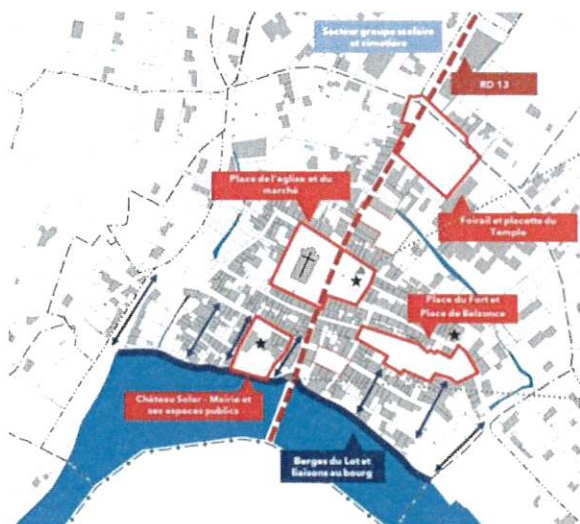 Secteur groupe scolaire
et cimetière
RD 13
Place de l'église et du
marché
Foirail et placette du
Temple
Place du Fort et
Place de Belzunce
Château Solar - Mairie et
ses espaces publics
Berges du Lot et
liaisons au bourg